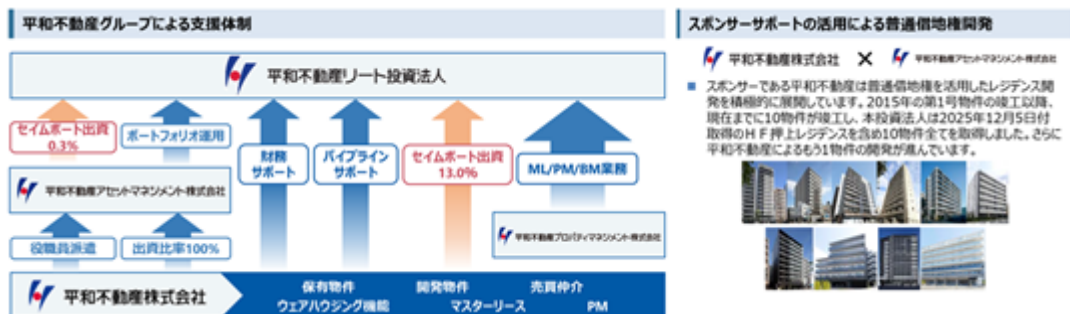 平和不動産グループによる支援体制
平和不動産リート投資法人
セイムボート出資
0.3%
ポートフォリオ運用
財務
サポート
パイプライン
サポート
セイムボート出資
13.0%
ML/PM/BM業務
平和不動産アセットマネジメント株式会社
平和不動産プロパティマネジメント株式会社
役職員派遣
出資比率100%
平和不動産株式会社
保有物件
開発物件
売買仲介
ウェアハウジング機能
マスターリース
PM
スポンサーサポートの活用による普通借地権開発
平和不動産株式会社 × 平和不動産アセットマネジメント株式会社
■ スポンサーである平和不動産は普通借地権を活用したレジデンス開
発を積極的に展開しています。2015年の第1号物件の竣工以降、
現在までに10物件が竣工し、本投資法人は2025年12月5日付
取得のHF押上レジデンスを含め10物件全てを取得しました。さらに
平和不動産によるもう1物件の開発が進んでいます。